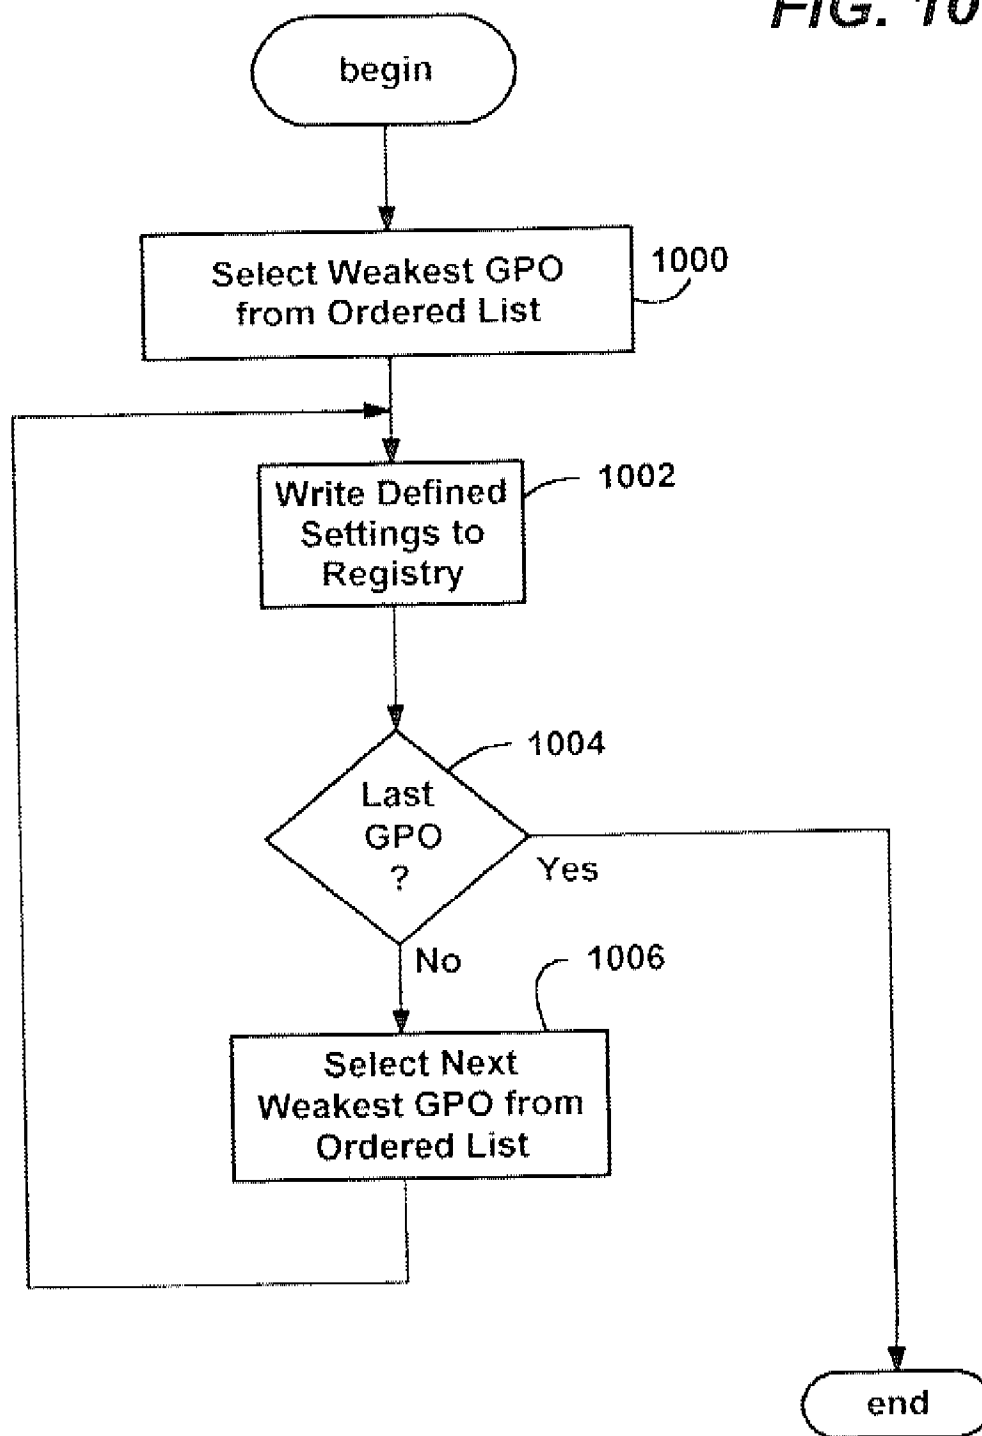 FIG. 10
begin
Select Weakest GPO
from Ordered List
1000
Write Defined
Settings to
Registry
1002
Last
GPO
?
1004
Yes
No
1006
Select Next
Weakest GPO from
Ordered List
end